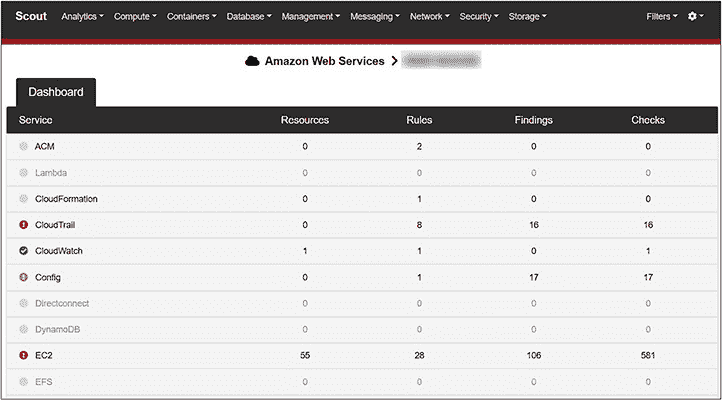 Scout Analytics Compute Containers Database Management Messaging Network Security Storage Filters
Amazon Web Services
Dashboard
Service Resources Rules Findings Checks
ACM 0 2 0 0
Lambda 0 0 0 0
CloudFormation 0 1 0 0
CloudTrail 0 8 16 16
CloudWatch 1 1 0 1
Config 0 1 17 17
Directconnect 0 0 0 0
DynamoDB 0 0 0 0
EC2 55 28 106 581
EFS 0 0 0 0